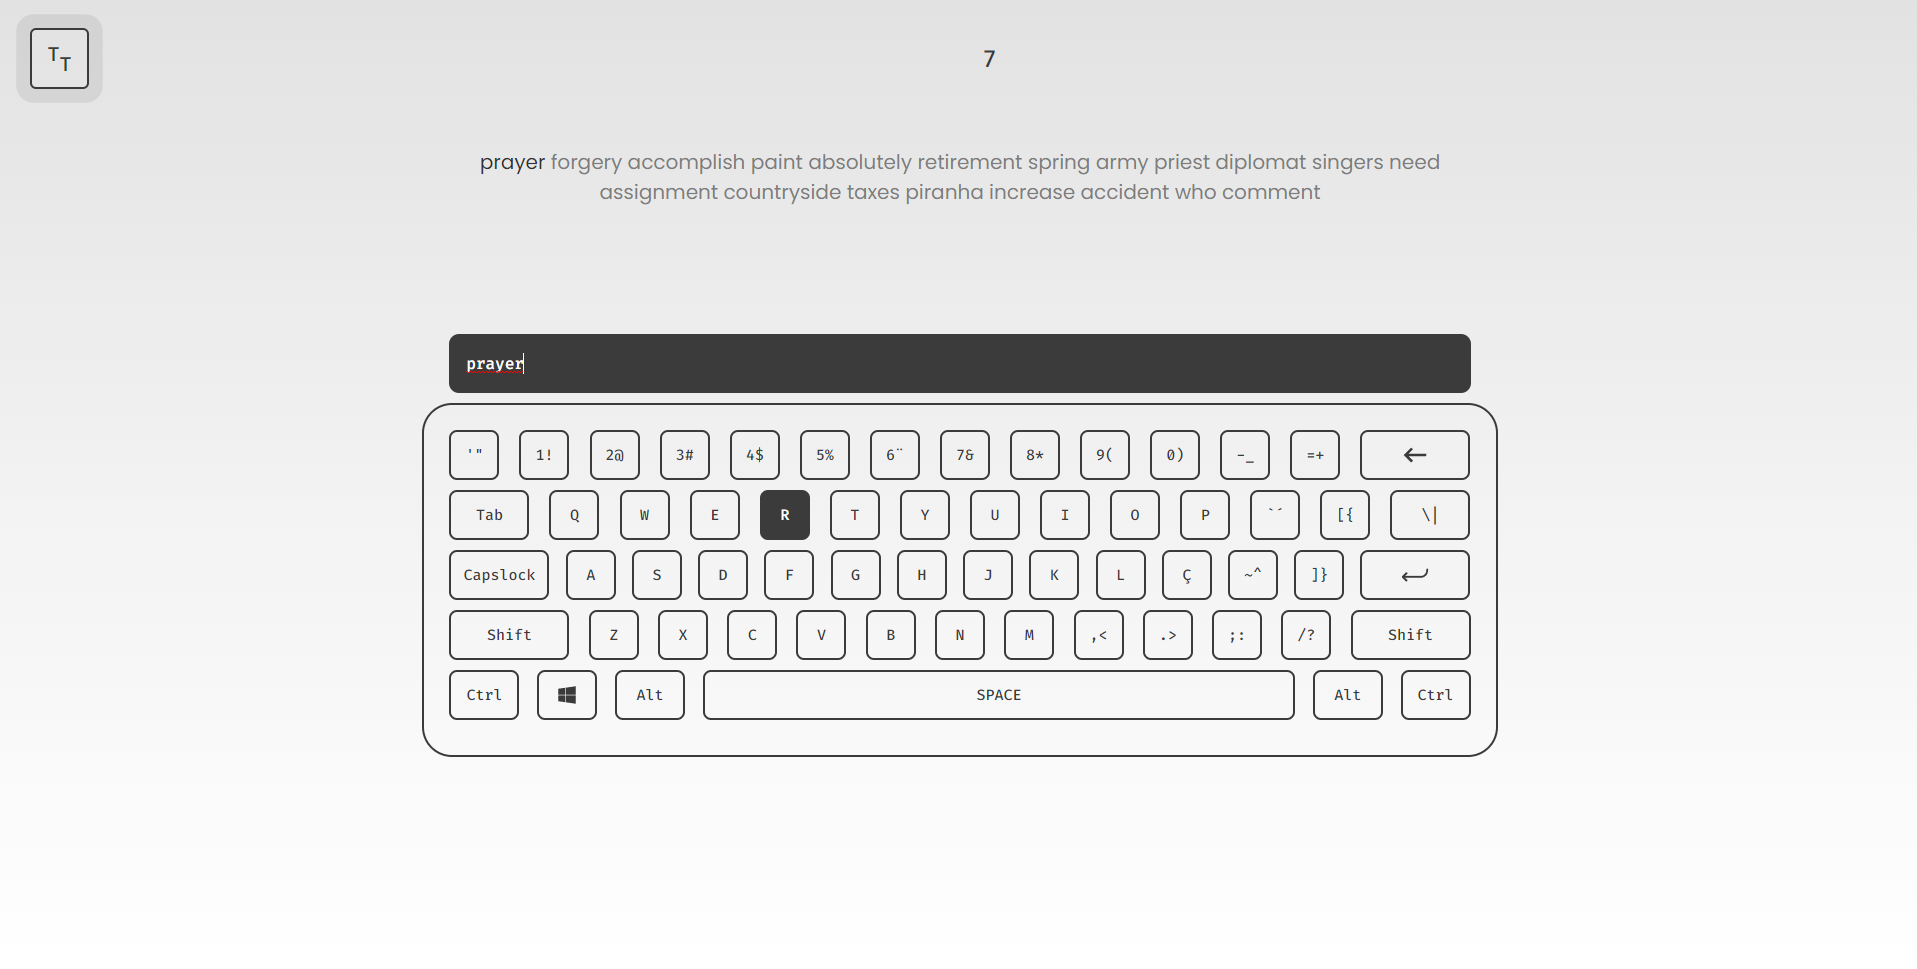 TT
7
prayer forgery accomplish paint absolutely retirement spring army priest diplomat singers need
assignment countryside taxes piranha increase accident who comment
prayer
'" 1! 2@ 3# 4$ 5% 6¨ 7& 8* 9( 0) -_ =+ ←
Tab Q W E R T Y U I O P `´ [{ \|
Capslock A S D F G H J K L Ç ~^ ]}
Shift Z X C V B N M ,< .> ;: /? Shift
Ctrl Alt SPACE Alt Ctrl